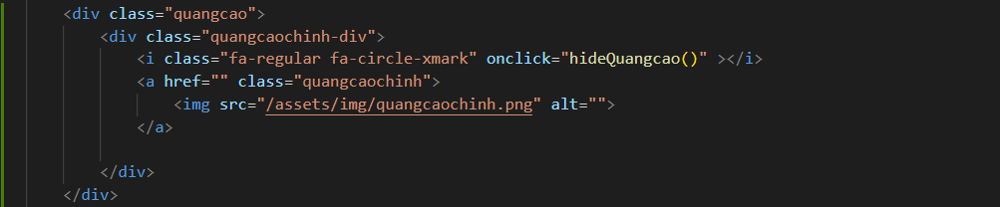 <div class="quangcao">
<div class="quangcaochinh-div">
<i class="fa-regular fa-circle-xmark" onclick="hideQuangcao()" ></i>
<a href="" class="quangcaochinh">
<img src="/assets/img/quangcaochinh.png" alt="">
</a>
</div>
</div>